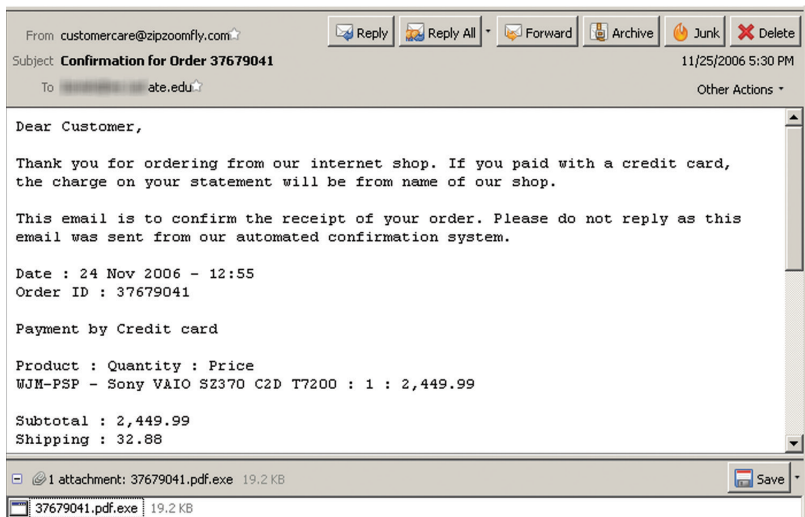 From customercare@zipzoomfly.com Reply Reply All Forward Archive Junk Delete
Subject Confirmation for Order 37679041 11/25/2006 5:30 PM
To ate.edu Other Actions
Dear Customer,
Thank you for ordering from our internet shop. If you paid with a credit card,
the charge on your statement will be from name of our shop.
This email is to confirm the receipt of your order. Please do not reply as this
email was sent from our automated confirmation system.
Date : 24 Nov 2006 - 12:55
Order ID : 37679041
Payment by Credit card
Product : Quantity : Price
WJM-PSP - Sony VAIO SZ370 C2D T7200 : 1 : 2,449.99
Subtotal : 2,449.99
Shipping : 32.88
1 attachment: 37679041.pdf.exe 19.2 KB Save
37679041.pdf.exe 19.2 KB